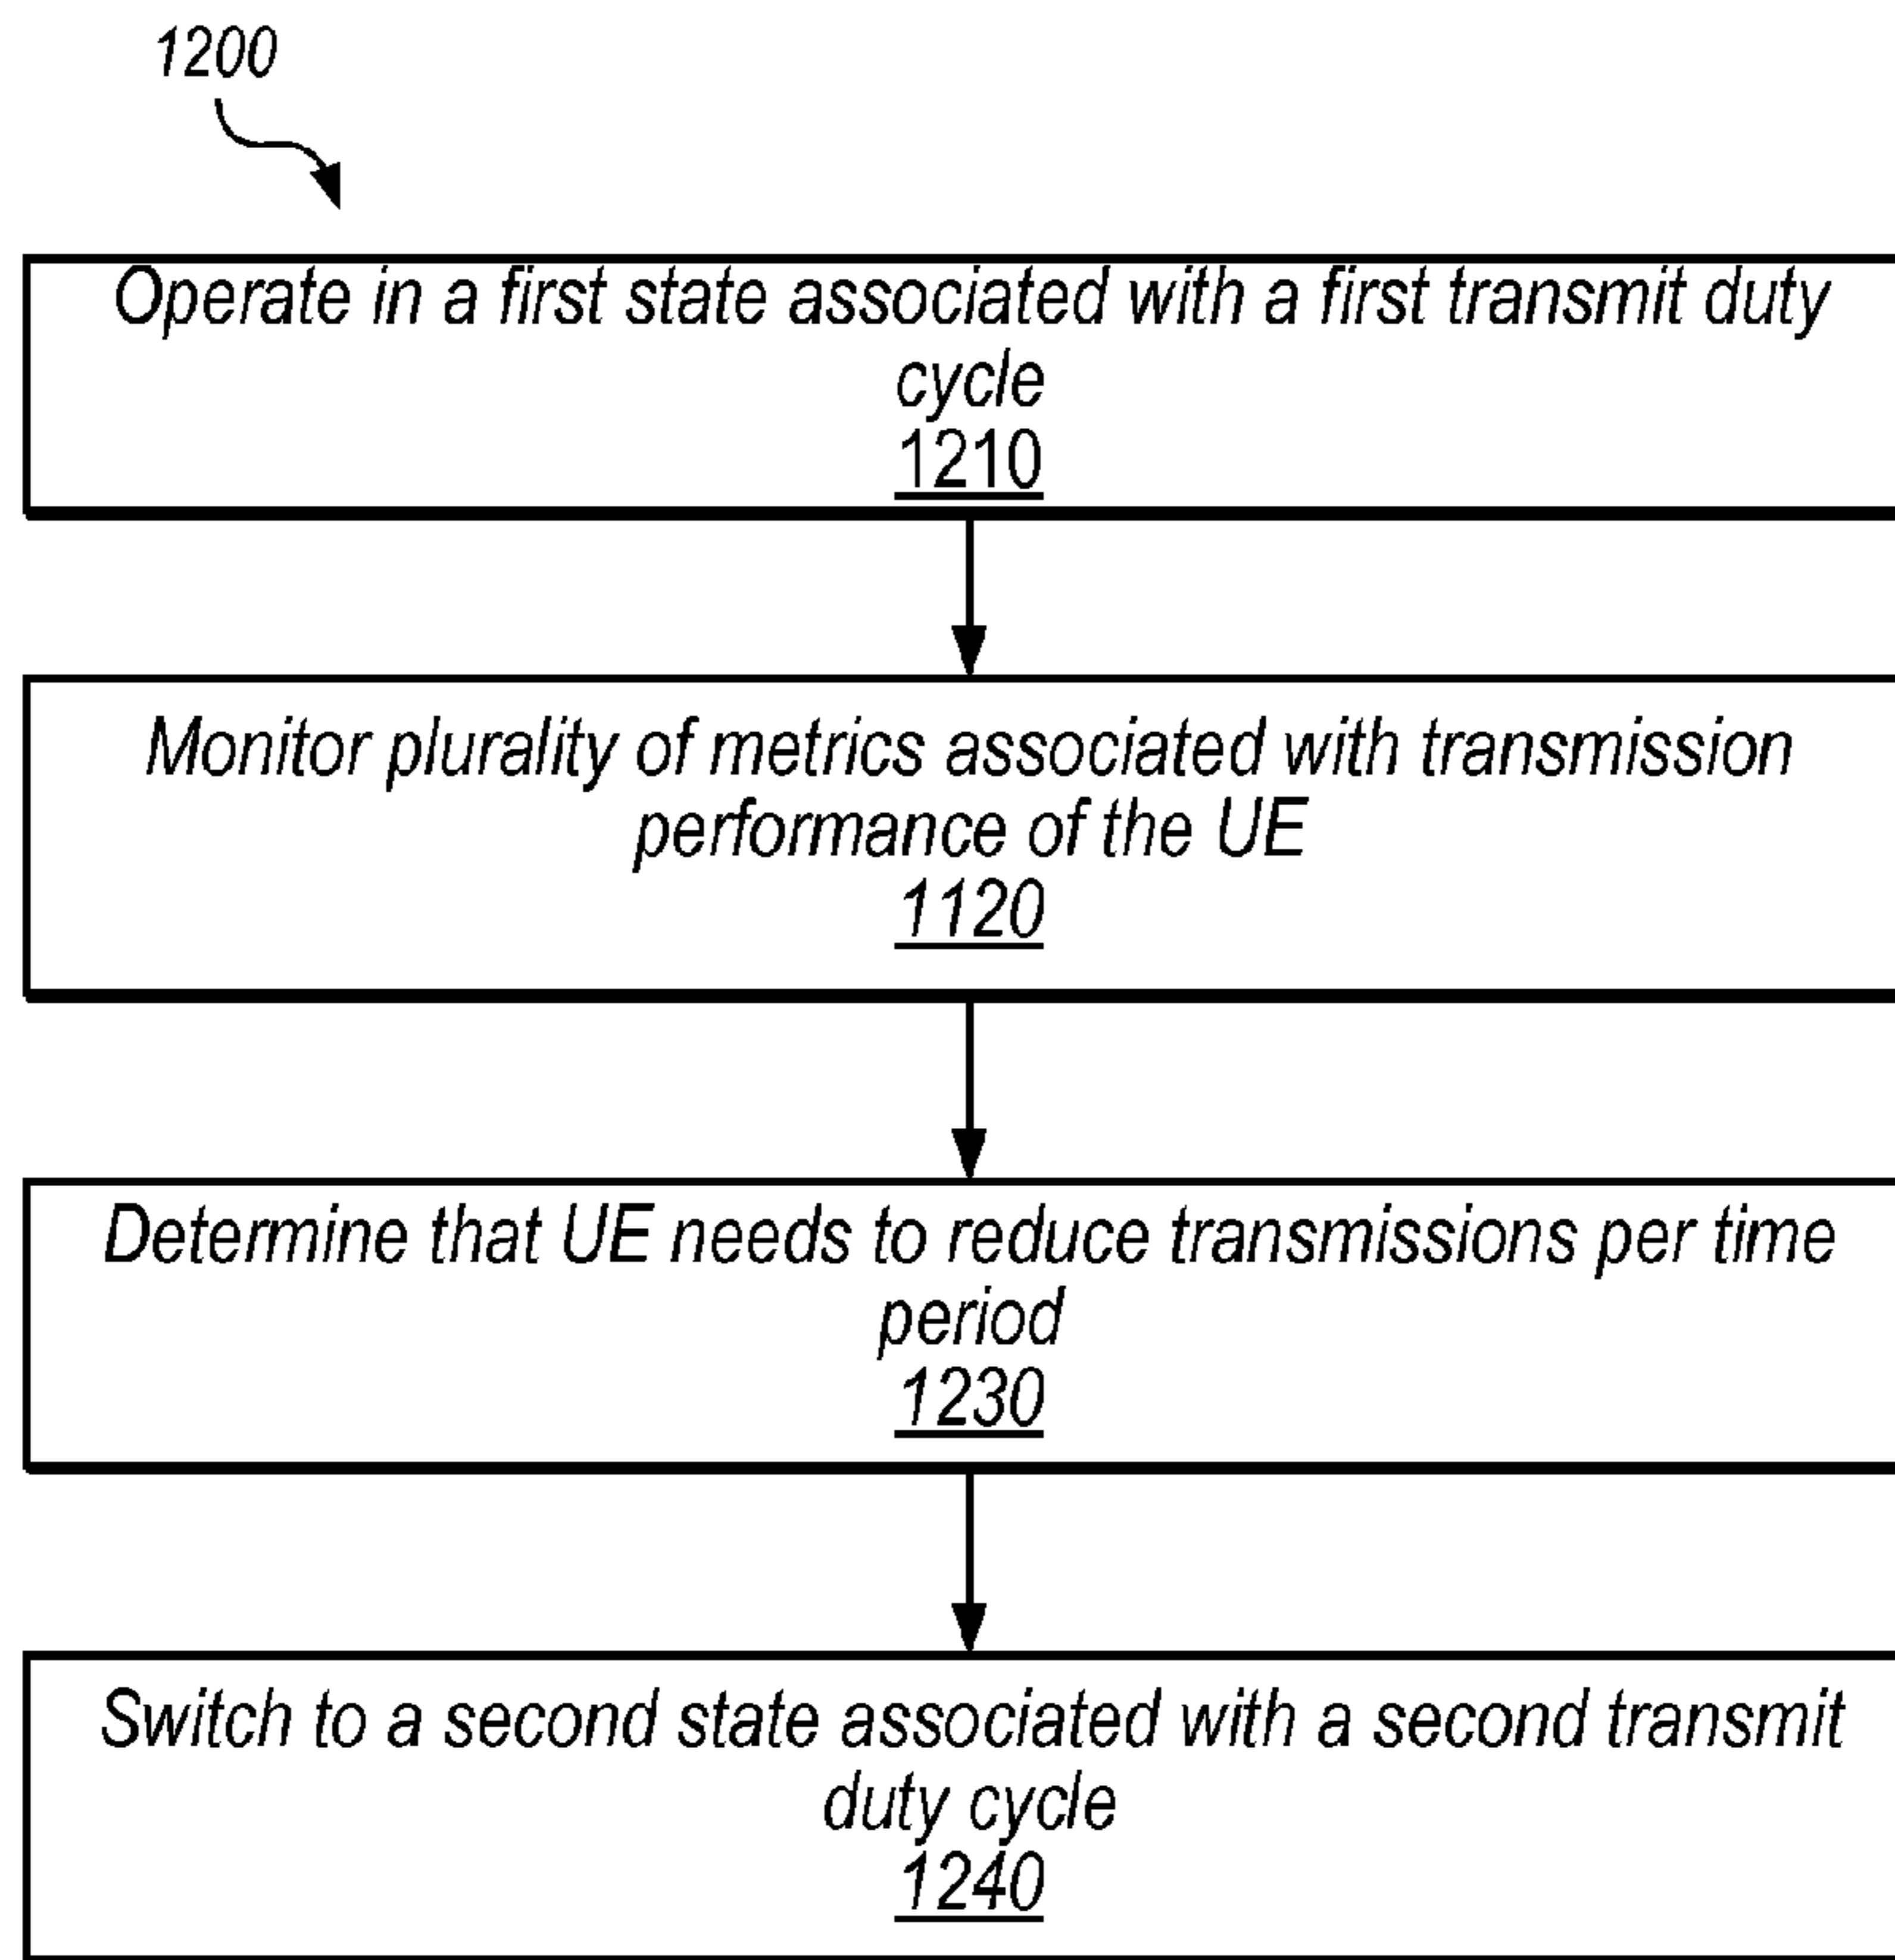 1200
Operate in a first state associated with a first transmit duty
cycle
1210
Monitor plurality of metrics associated with transmission
performance of the UE
1120
Determine that UE needs to reduce transmissions per time
period
1230
Switch to a second state associated with a second transmit
duty cycle
1240